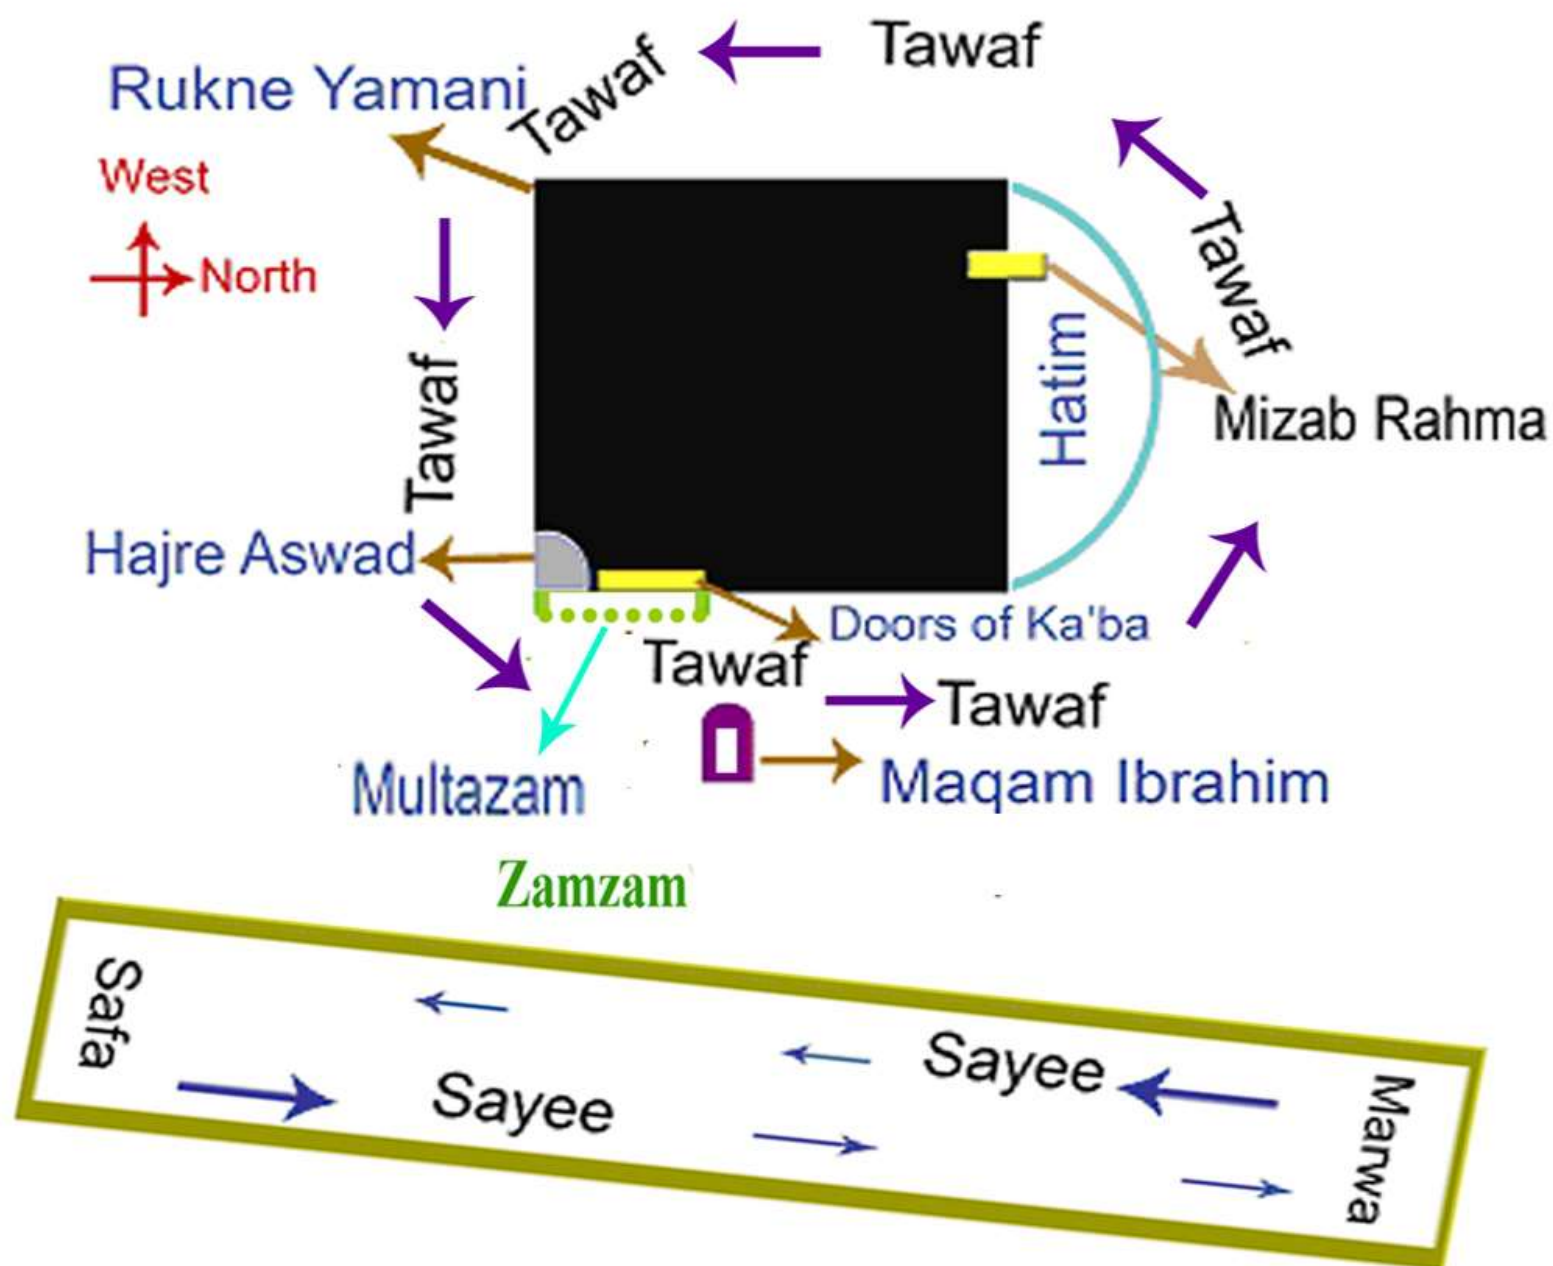 Tawaf
Tawaf
Rukne Yamani
West
North
Tawaf
Tawaf
Hatim
Mizab Rahma
Hajre Aswad
Doors of Ka'ba
Tawaf
Tawaf
Multazam
Maqam Ibrahim
Zamzam
Safa
Sayee
Sayee
Marwa